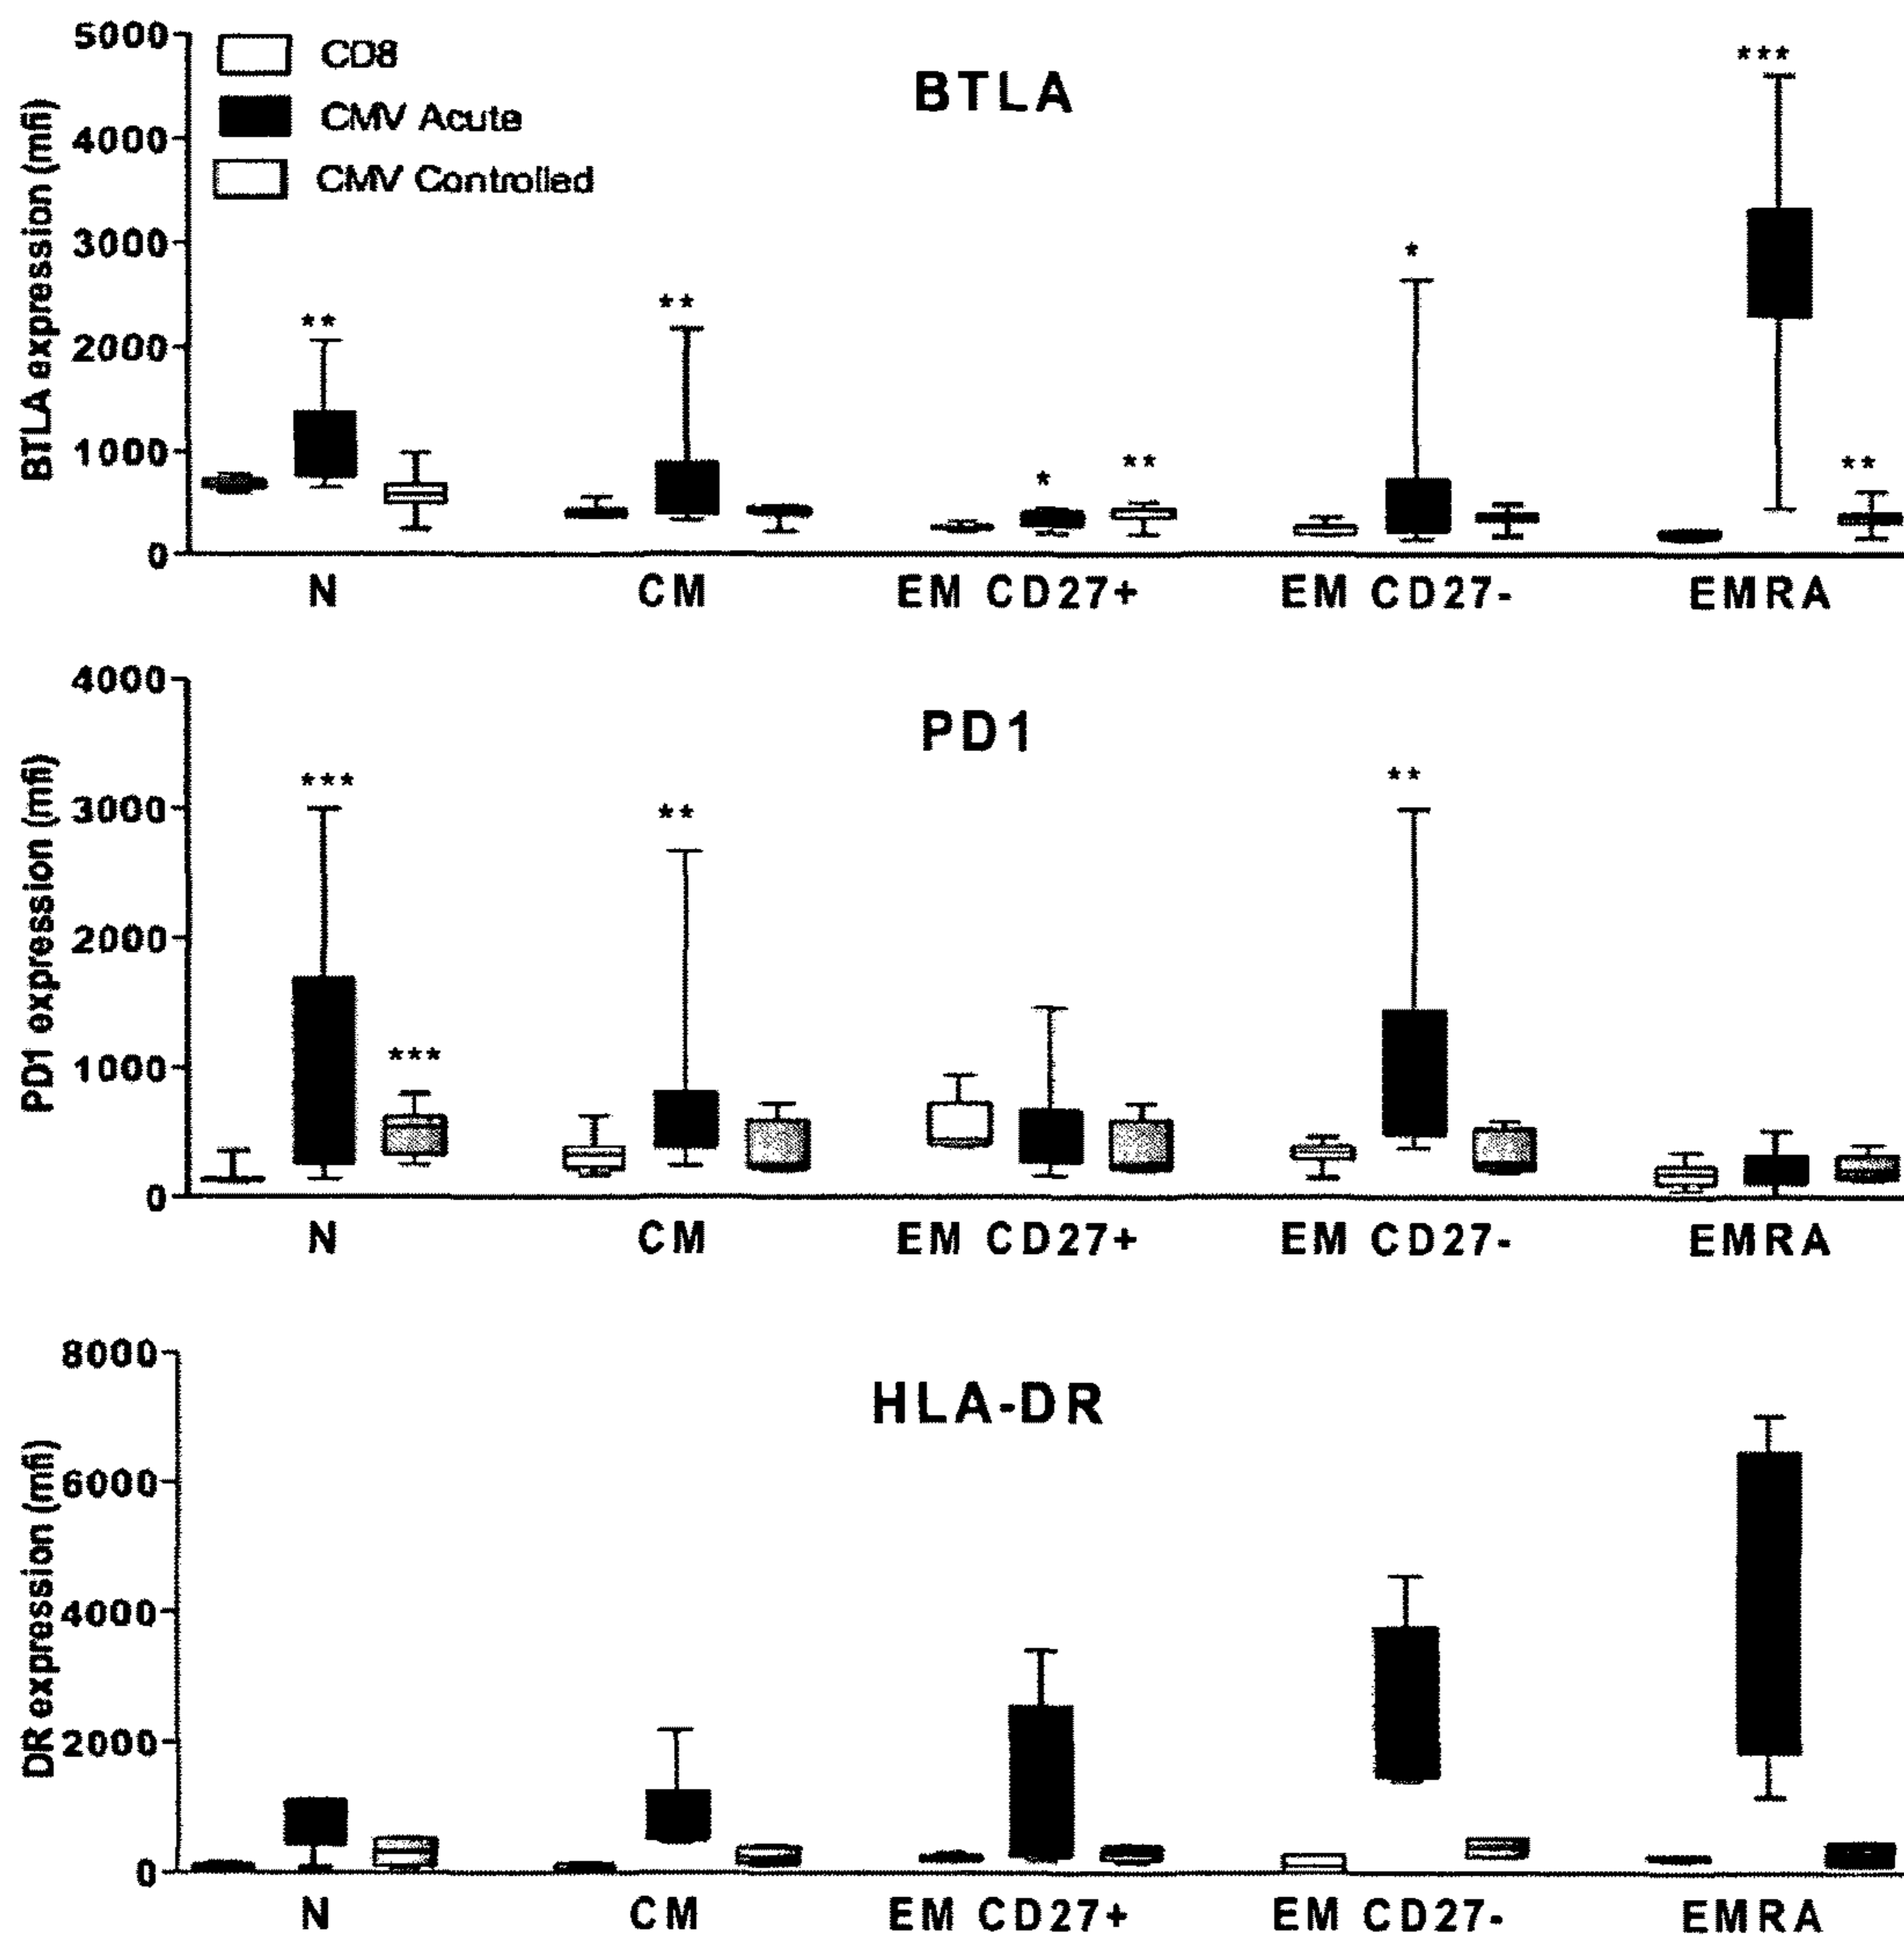 5000
CD8
BTLA
***
CMV Acute
4000
CMV Controlled
BTLA expression (mfi)
3000
*
**
**
2000
1000
*
**
**
0
N CM EM CD27+ EM CD27- EMRA
4000
PD1
PD1 expression (mfi)
***
**
**
3000
2000
***
1000
0
N CM EM CD27+ EM CD27- EMRA
8000
HLA-DR
DR expression (mfi)
6000
4000
2000
0
N CM EM CD27+ EM CD27- EMRA